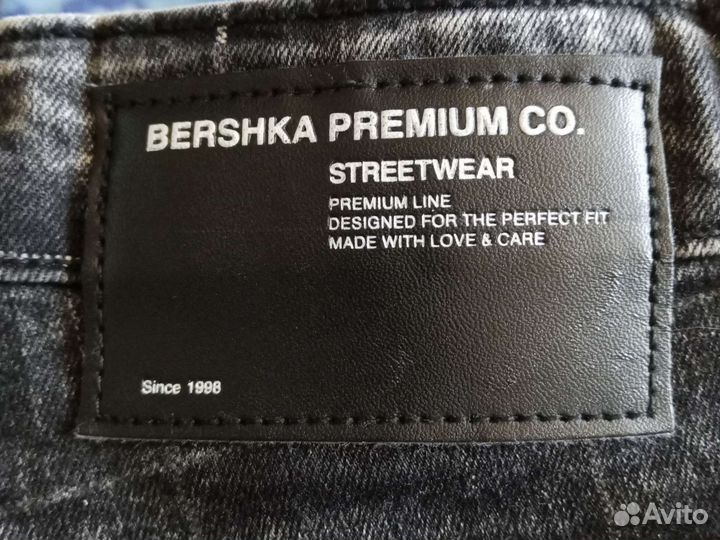 BERSHKA PREMIUM CO.
STREETWEAR
PREMIUM LINE
DESIGNED FOR THE PERFECT FIT
MADE WITH LOVE & CARE
Since 1998
Avito